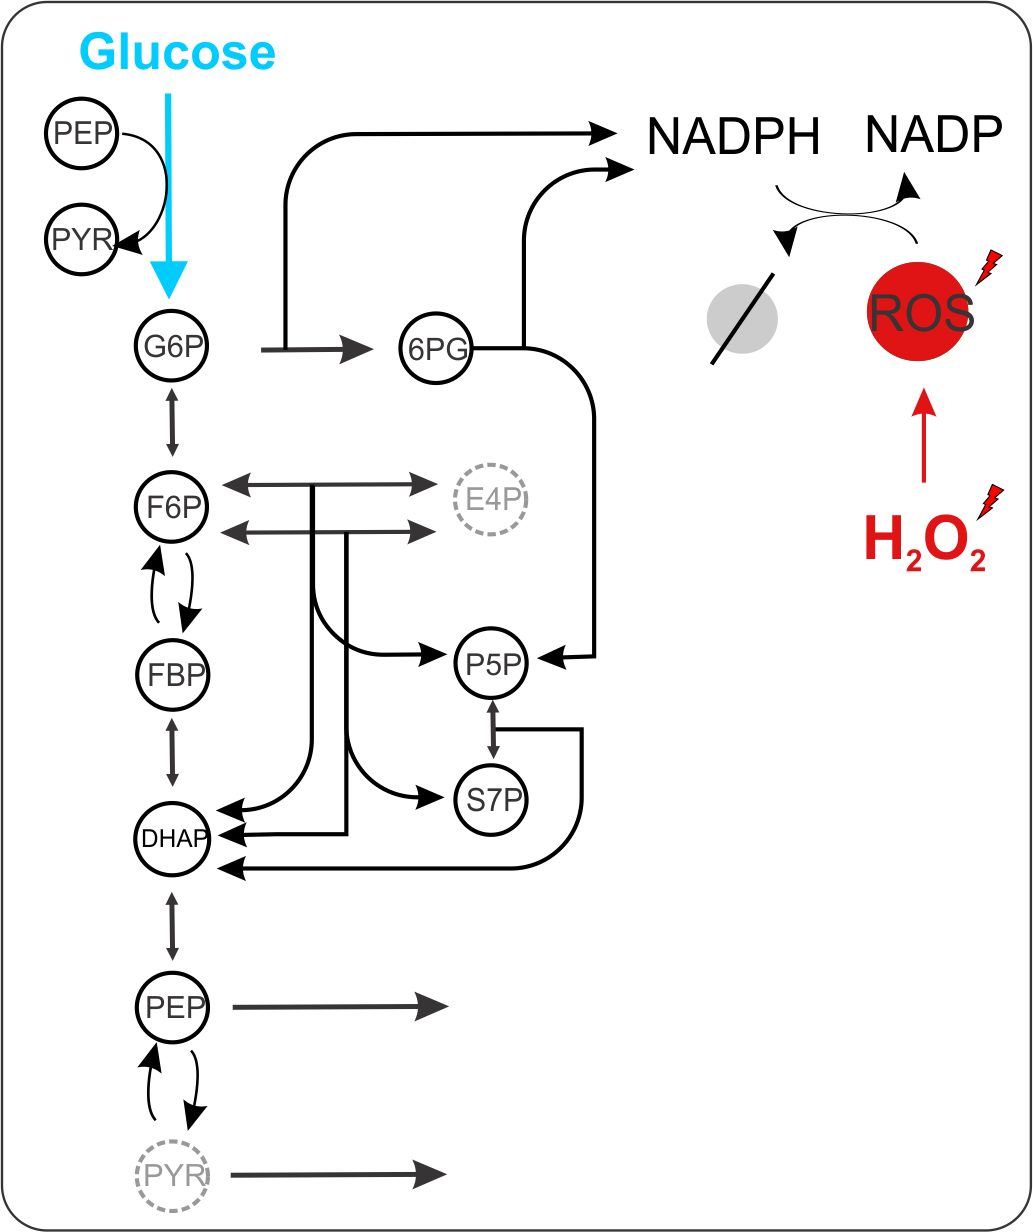 Glucose
PEP
NADPH
NADP
PYR
G6P
6PG
ROS
F6P
E4P
H₂O₂
FBP
P5P
DHAP
S7P
PEP
PYR